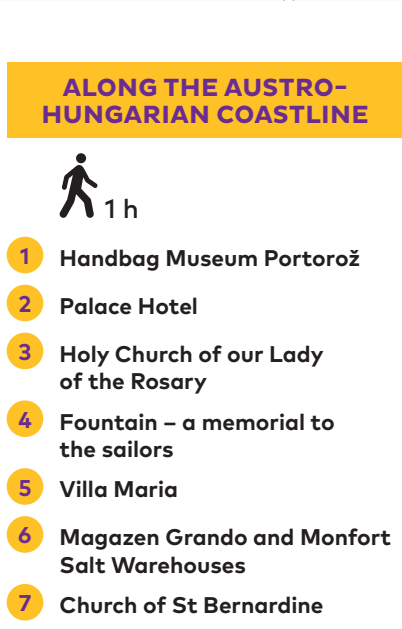 ALONG THE AUSTRO-
HUNGARIAN COASTLINE
1 h
1 Handbag Museum Portorož
2 Palace Hotel
3 Holy Church of our Lady
of the Rosary
4 Fountain – a memorial to
the sailors
5 Villa Maria
6 Magazen Grando and Monfort
Salt Warehouses
7 Church of St Bernardine